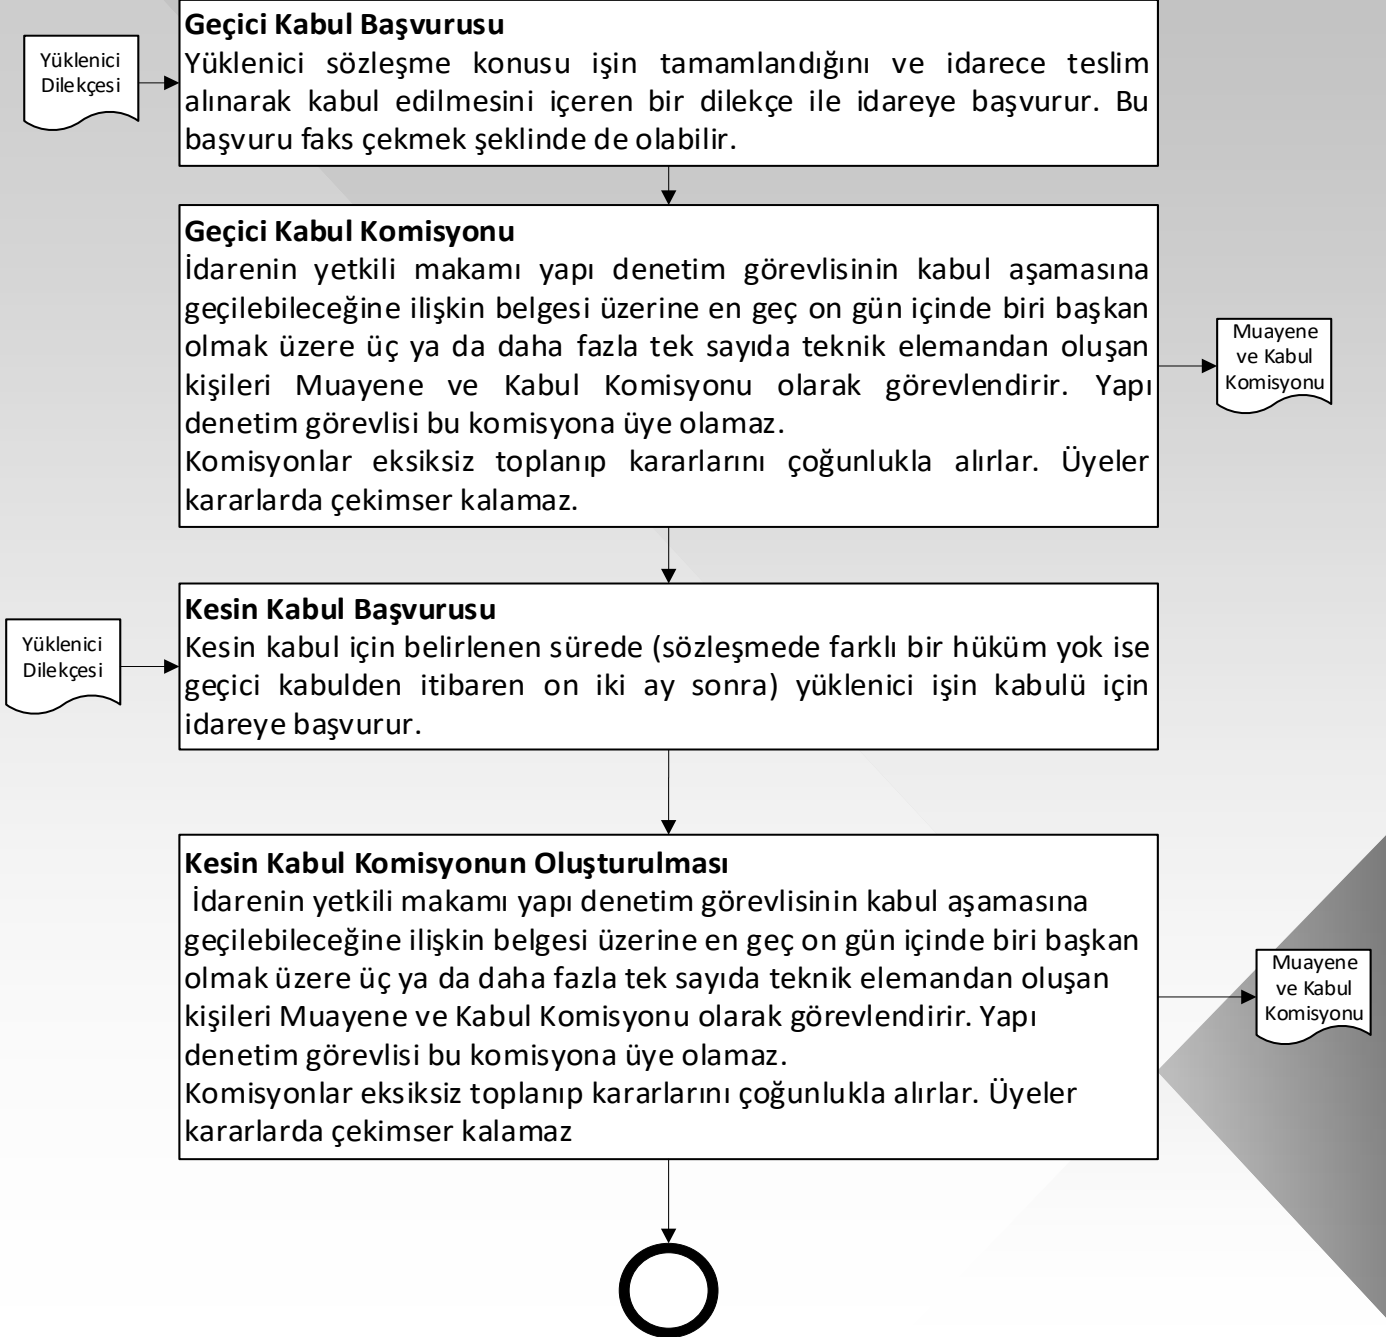 Geçici Kabul Başvurusu
Yüklenici
Dilekçesi
Yüklenici sözleşme konusu işin tamamlandığını ve idarece teslim
alınarak kabul edilmesini içeren bir dilekçe ile idareye başvurur. Bu
başvuru faks çekmek şeklinde de olabilir.
Geçici Kabul Komisyonu
İdarenin yetkili makamı yapı denetim görevlisinin kabul aşamasına
geçilebileceğine ilişkin belgesi üzerine en geç on gün içinde biri başkan
olmak üzere üç ya da daha fazla tek sayıda teknik elemandan oluşan
kişileri Muayene ve Kabul Komisyonu olarak görevlendirir. Yapı
denetim görevlisi bu komisyona üye olamaz.
Komisyonlar eksiksiz toplanıp kararlarını çoğunlukla alırlar. Üyeler
kararlarda çekimser kalamaz.
Muayene
ve Kabul
Komisyonu
Kesin Kabul Başvurusu
Yüklenici
Dilekçesi
Kesin kabul için belirlenen sürede (sözleşmede farklı bir hüküm yok ise
geçici kabulden itibaren on iki ay sonra) yüklenici işin kabulü için
idareye başvurur.
Kesin Kabul Komisyonun Oluşturulması
İdarenin yetkili makamı yapı denetim görevlisinin kabul aşamasına
geçilebileceğine ilişkin belgesi üzerine en geç on gün içinde biri başkan
olmak üzere üç ya da daha fazla tek sayıda teknik elemandan oluşan
kişileri Muayene ve Kabul Komisyonu olarak görevlendirir. Yapı
denetim görevlisi bu komisyona üye olamaz.
Komisyonlar eksiksiz toplanıp kararlarını çoğunlukla alırlar. Üyeler
kararlarda çekimser kalamaz
Muayene
ve Kabul
Komisyonu